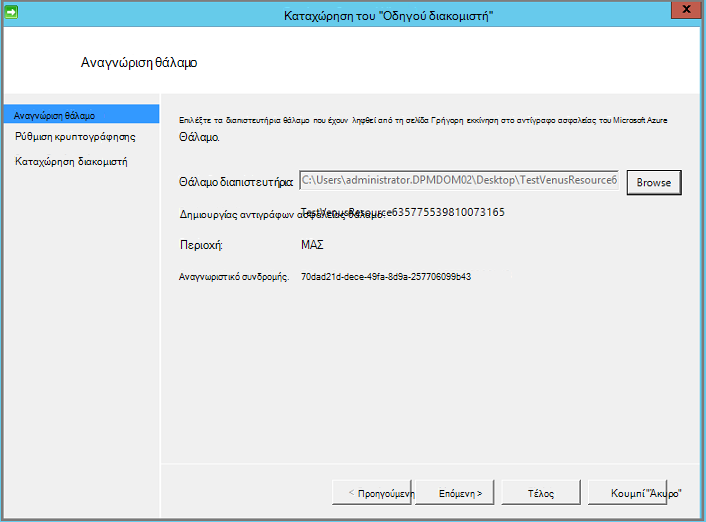 Καταχώρηση του "Οδηγού διακομιστή"
x
Αναγνώριση θάλαμο
Αναγνώριση θάλαμο
Ρύθμιση κρυπτογράφησης
Καταχώρηση διακομιστή
Επιλέξτε τα διαπιστευτήρια θάλαμο που έχουν ληφθεί από τη σελίδα Γρήγορη εκκίνηση στο αντίγραφο ασφαλείας του Microsoft Azure
Θάλαμο.
Θάλαμο διαπιστευτήρια
C:\Users\administrator.DPMDOM02\Desktop\TestVenusResource6
Browse
Δημιουργίας αντιγράφων ασφαλείας θάλαμο.
TestVenusResource635775539810073165
Περιοχή:
ΜΑΣ
Αναγνωριστικό συνδρομής.
70dad21d-dece-49fa-8d9a-257706099b43
< Προηγούμενη
Επόμενη >
Τέλος
Κουμπί "Άκυρο"